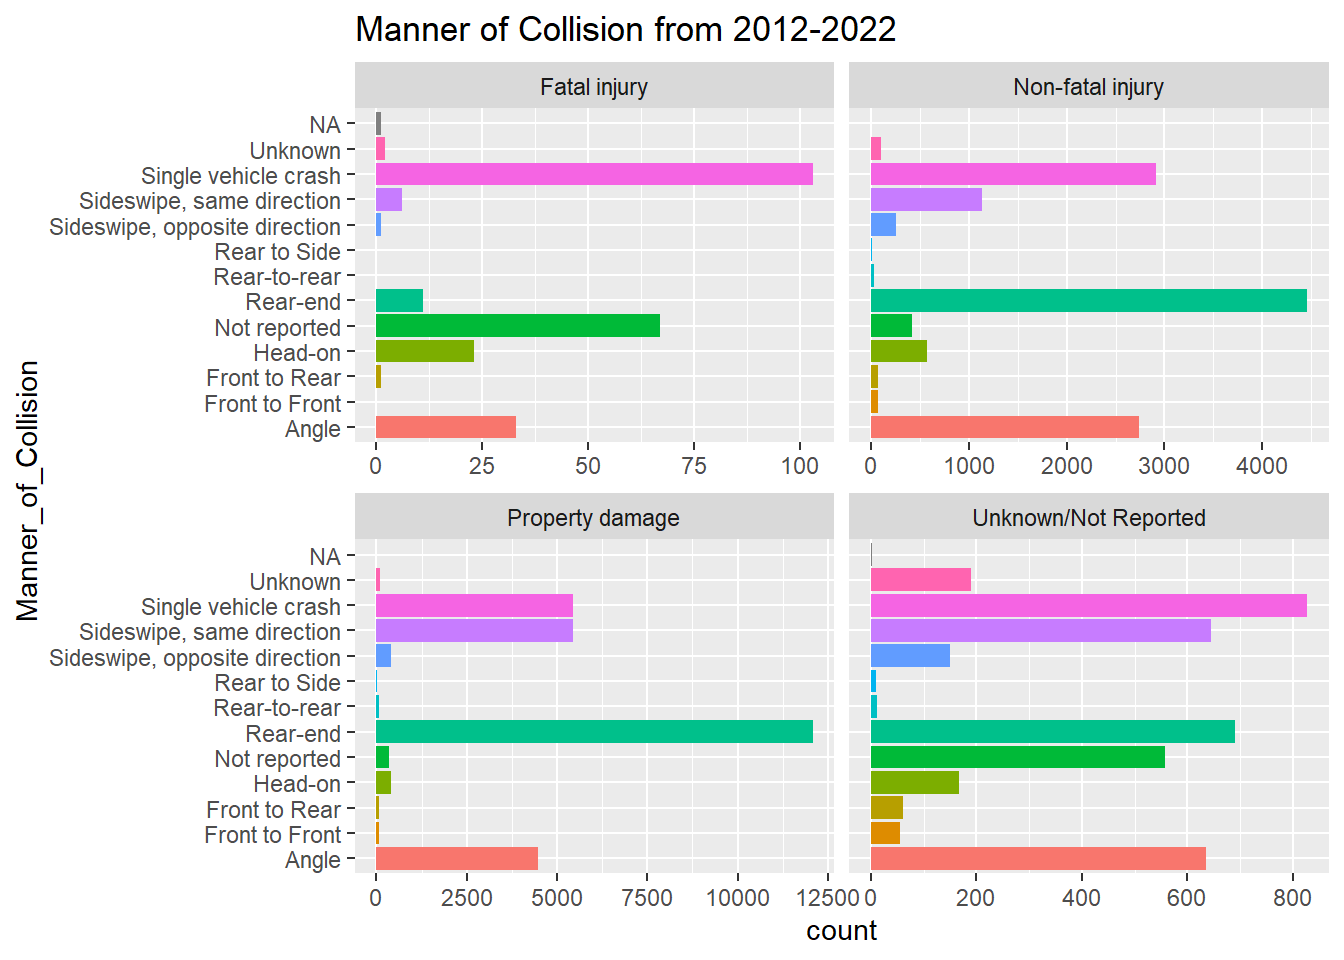 Manner of Collision from 2012-2022
Fatal injury
Non-fatal injury
NA
Unknown
Single vehicle crash
Sideswipe, same direction
Sideswipe, opposite direction
Rear to Side
Rear-to-rear
Rear-end
Not reported
Head-on
Front to Rear
Front to Front
Angle
0 25 50 75 100
0 1000 2000 3000 4000
Property damage
Unknown/Not Reported
NA
Unknown
Single vehicle crash
Sideswipe, same direction
Sideswipe, opposite direction
Rear to Side
Rear-to-rear
Rear-end
Not reported
Head-on
Front to Rear
Front to Front
Angle
0 2500 5000 7500 10000 12500
0 200 400 600 800
count
Manner_of_Collision